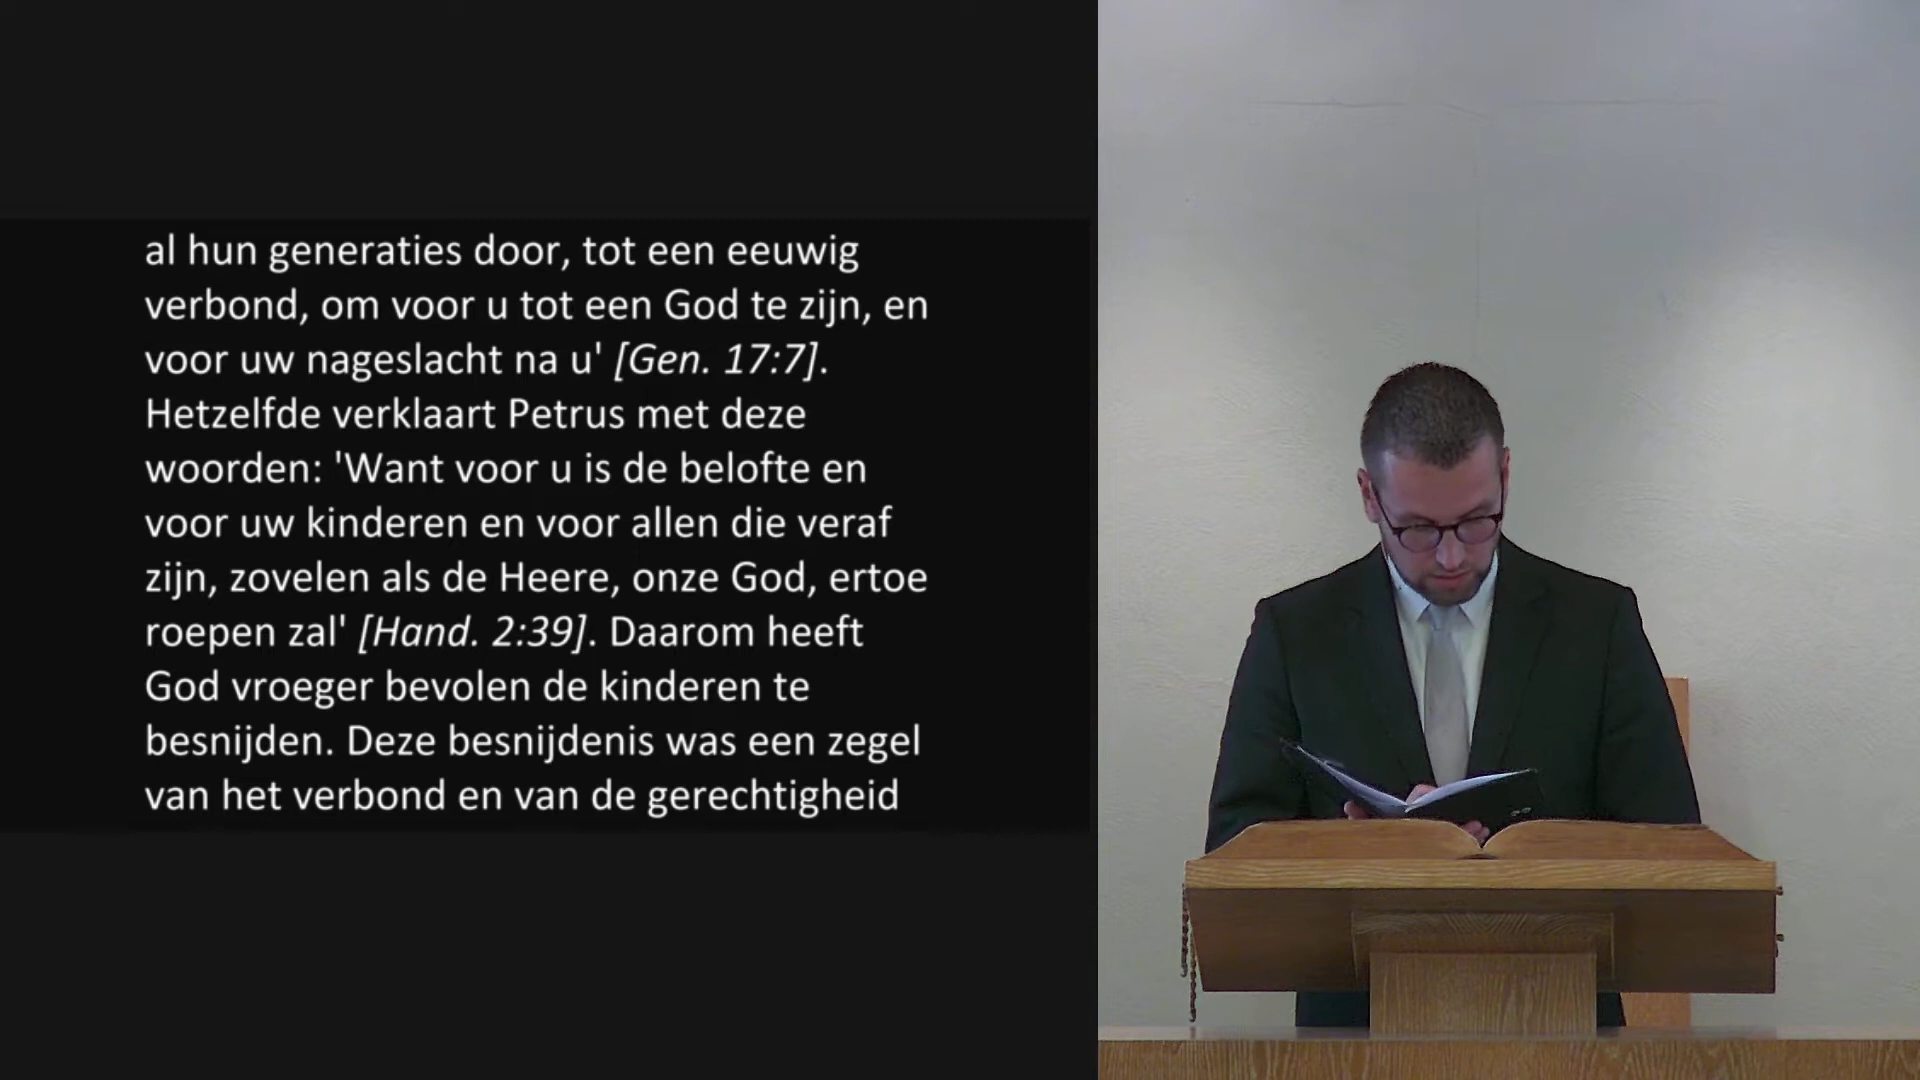 al hun generaties door, tot een eeuwig
verbond, om voor u tot een God te zijn, en
voor uw nageslacht na u' [Gen. 17:7].
Hetzelfde verklaart Petrus met deze
woorden: 'Want voor u is de belofte en
voor uw kinderen en voor allen die veraf
zijn, zovelen als de Heere, onze God, ertoe
roepen zal' [Hand. 2:39]. Daarom heeft
God vroeger bevolen de kinderen te
besnijden. Deze besnijdenis was een zegel
van het verbond en van de gerechtigheid